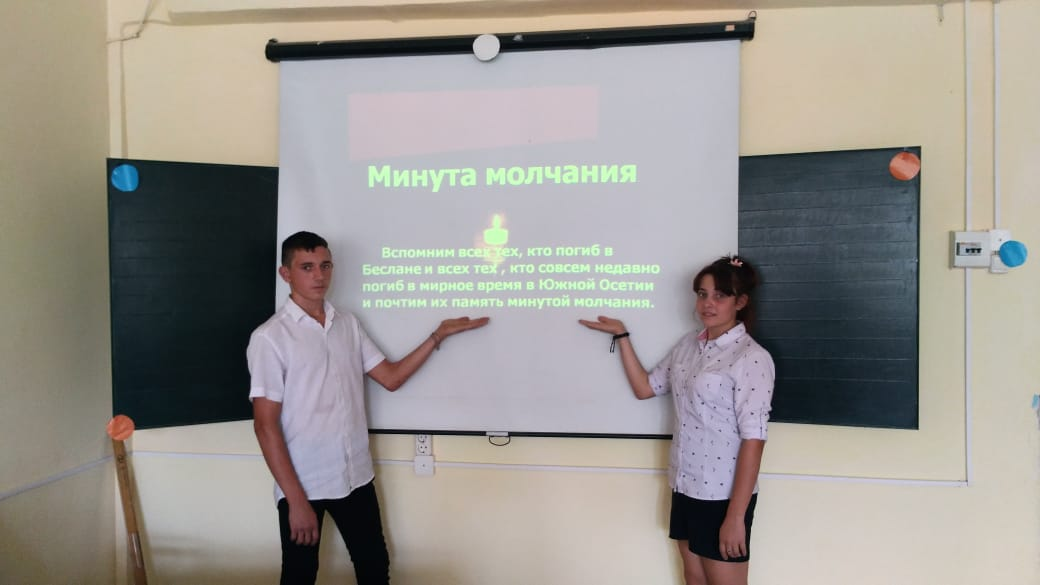 Минута молчания
Вспомним всех тех, кто погиб в
Беслане и всех тех , кто совсем недавно
погиб в мирное время в Южной Осетии
и почтим их память минутой молчания.